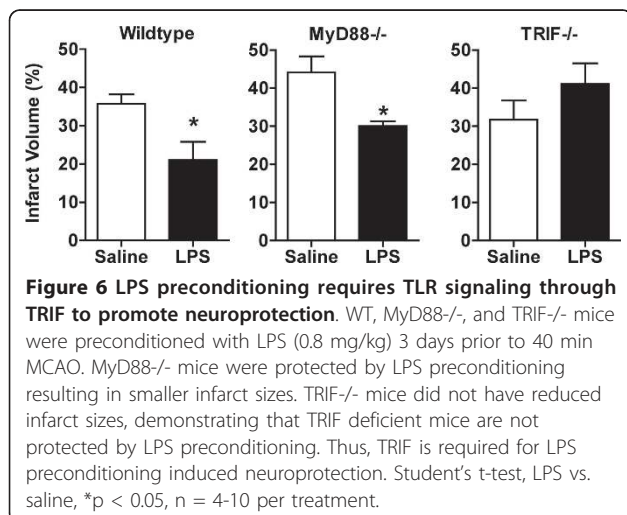 Wildtype MyD88-/- TRIF-/-
Infarct Volume (%)
50 50 50
40 40 40
30 30 30
20 20 20
10 10 10
0 0 0
* *
Saline LPS Saline LPS Saline LPS
Figure 6 LPS preconditioning requires TLR signaling through
TRIF to promote neuroprotection. WT, MyD88-/-, and TRIF-/- mice
were preconditioned with LPS (0.8 mg/kg) 3 days prior to 40 min
MCAO. MyD88-/- mice were protected by LPS preconditioning
resulting in smaller infarct sizes. TRIF-/- mice did not have reduced
infarct sizes, demonstrating that TRIF deficient mice are not
protected by LPS preconditioning. Thus, TRIF is required for LPS
preconditioning induced neuroprotection. Student's t-test, LPS vs.
saline, *p < 0.05, n = 4-10 per treatment.